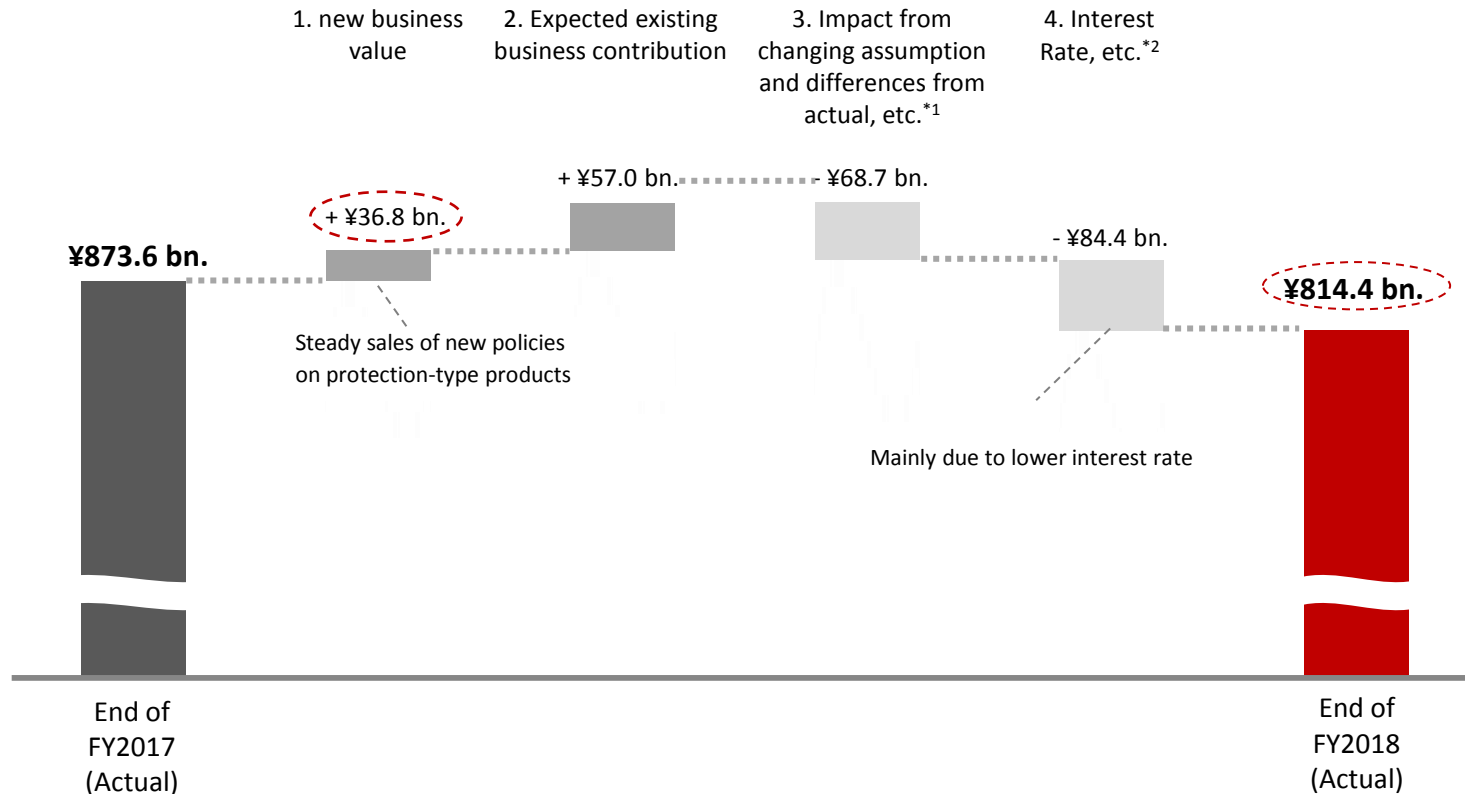 1. new business
value
2. Expected existing
business contribution
3. Impact from
changing assumption
and differences from
actual, etc.*1
4. Interest
Rate, etc.*2
+ ¥57.0 bn.
- ¥68.7 bn.
+ ¥36.8 bn.
- ¥84.4 bn.
¥873.6 bn.
¥814.4 bn.
Steady sales of new policies
on protection-type products
Mainly due to lower interest rate
End of
FY2017
(Actual)
End of
FY2018
(Actual)